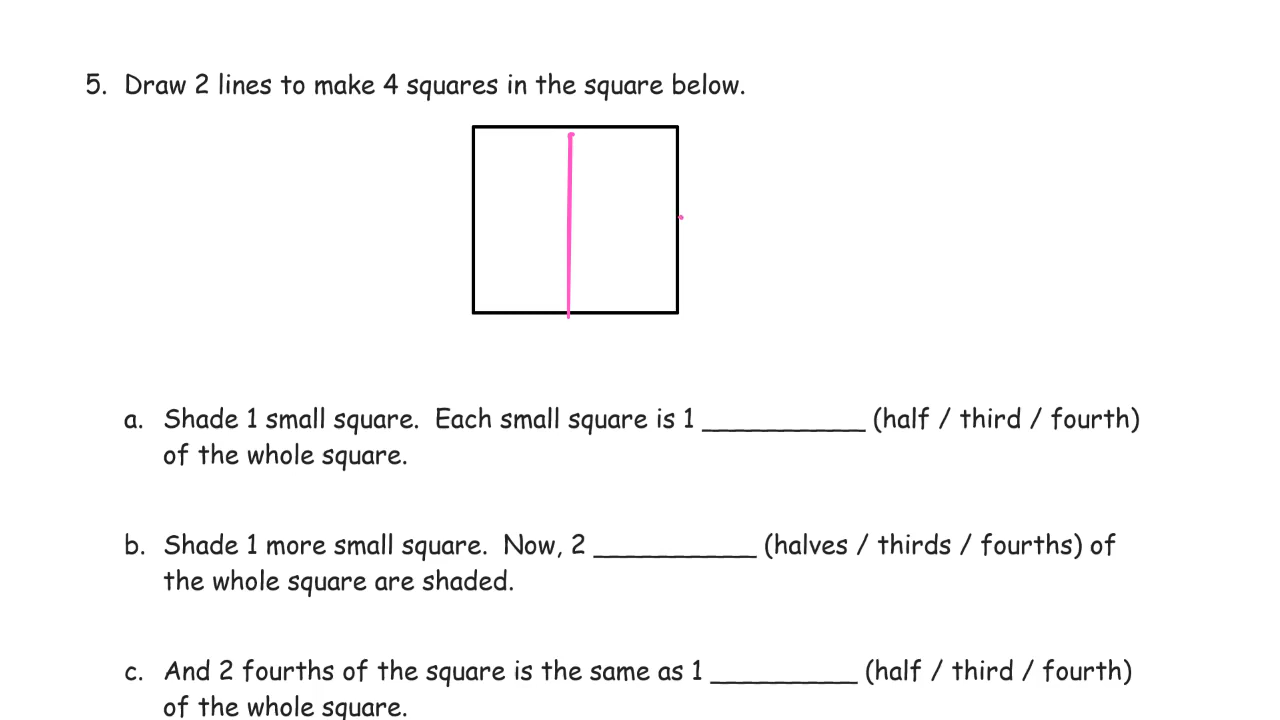 5. Draw 2 lines to make 4 squares in the square below.
a. Shade 1 small square. Each small square is 1 __________ (half / third / fourth)
of the whole square.
b. Shade 1 more small square. Now, 2 __________ (halves / thirds / fourths) of
the whole square are shaded.
c. And 2 fourths of the square is the same as 1 _________ (half / third / fourth)
of the whole square.